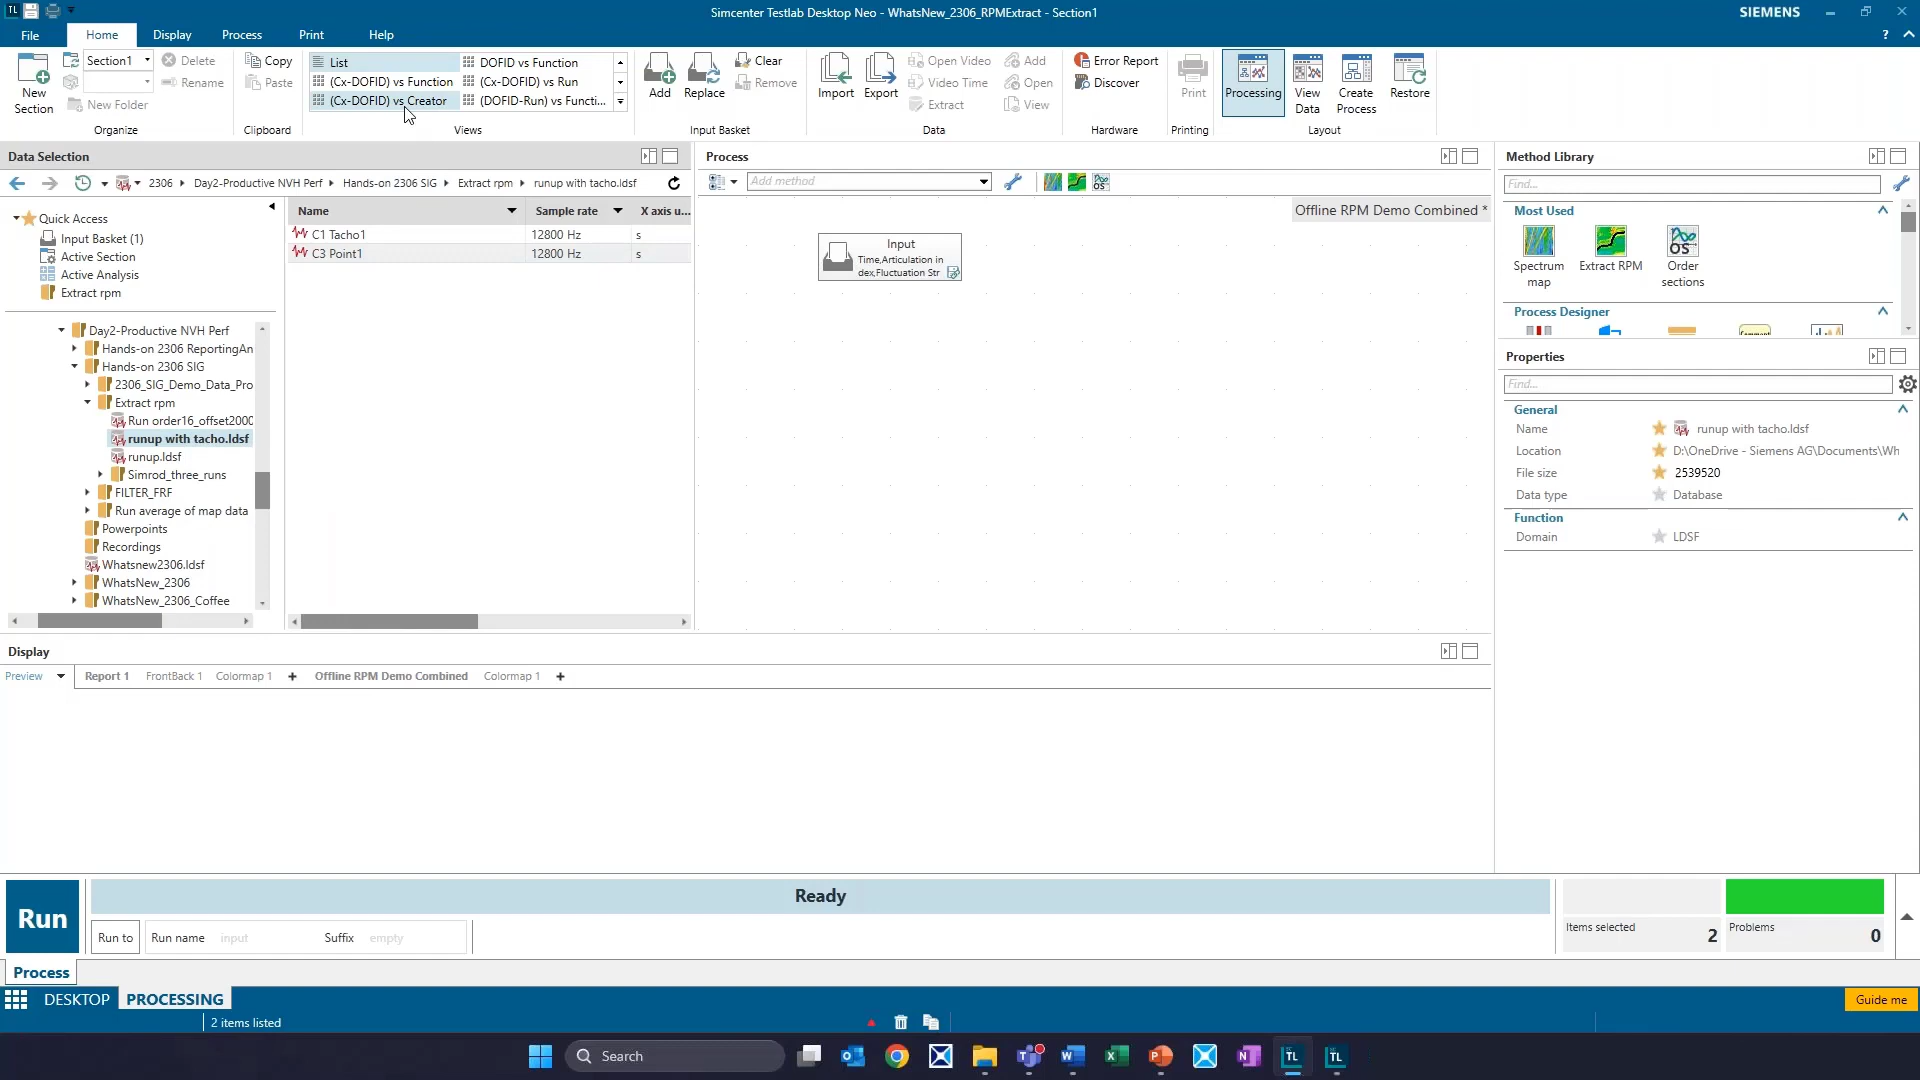 TL
Simcenter Testlab Desktop Neo - WhatsNew_2306_RPMExtract - Section1
SIEMENS
File Home Display Process Print Help
?
New Section
Section1
Delete
Rename
New Folder
Organize
Copy
Paste
Clipboard
List
(Cx-DOFID) vs Function
(Cx-DOFID) vs Creator
DOFID vs Function
(Cx-DOFID) vs Run
(DOFID-Run) vs Functi...
Views
Add
Replace
Clear
Remove
Input Basket
Import
Export
Open Video
Video Time
Extract
Add
Open
View
Data
Error Report
Discover
Hardware
Print
Printing
Processing
View Data
Create Process
Restore
Layout
Data Selection
2306 Day2-Productive NVH Perf Hands-on 2306 SIG Extract rpm runup with tacho.ldsf
Quick Access
Input Basket (1)
Active Section
Active Analysis
Extract rpm
Day2-Productive NVH Perf
Hands-on 2306 ReportingAn
Hands-on 2306 SIG
2306_SIG_Demo_Data_Pro
Extract rpm
Run order16_offset2000
runup with tacho.ldsf
runup.ldsf
Simrod_three_runs
FILTER_FRF
Run average of map data
Powerpoints
Recordings
Whatsnew2306.ldsf
WhatsNew_2306
WhatsNew_2306_Coffee
Name Sample rate X axis u...
C1 Tacho1 12800 Hz s
C3 Point1 12800 Hz s
Process
Add method
OS
Offline RPM Demo Combined *
Input
Time,Articulation in
dex,Fluctuation Str
Method Library
Find...
Most Used
Spectrum map
Extract RPM
OS
Order sections
Process Designer
Comment
Properties
Find...
General
Name runup with tacho.ldsf
Location D:\OneDrive - Siemens AG\Documents\Wh
File size 2539520
Data type Database
Function
Domain LDSF
Display
Preview Report 1 FrontBack 1 Colormap 1 + Offline RPM Demo Combined Colormap 1 +
Run
Ready
Run to Run name input Suffix empty
Items selected 2
Problems 0
Process
DESKTOP PROCESSING
Guide me
2 items listed
Search
TL
TL